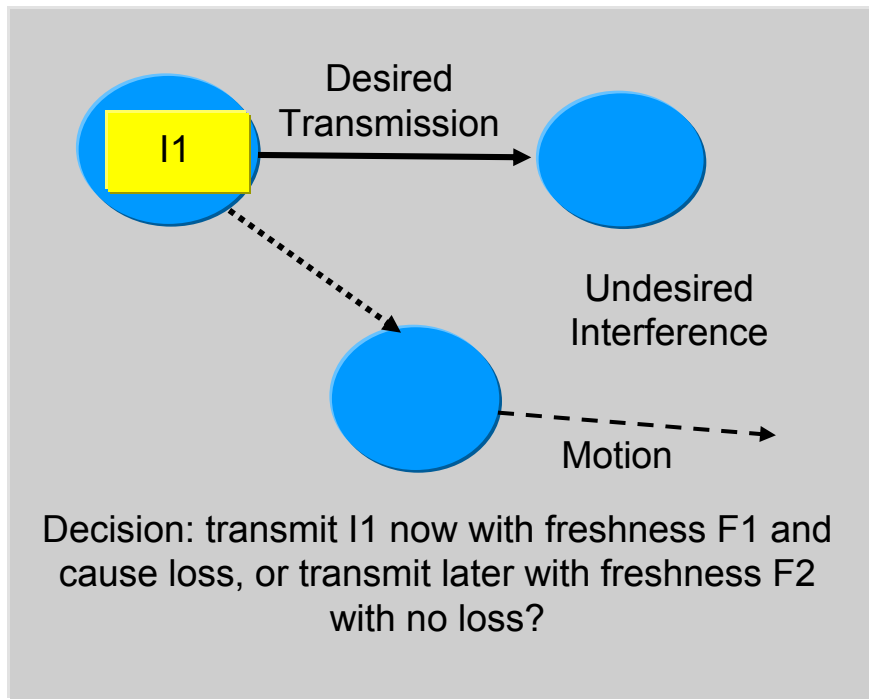 Desired
Transmission
I1
Undesired
Interference
Motion
Decision: transmit I1 now with freshness F1 and
cause loss, or transmit later with freshness F2
with no loss?